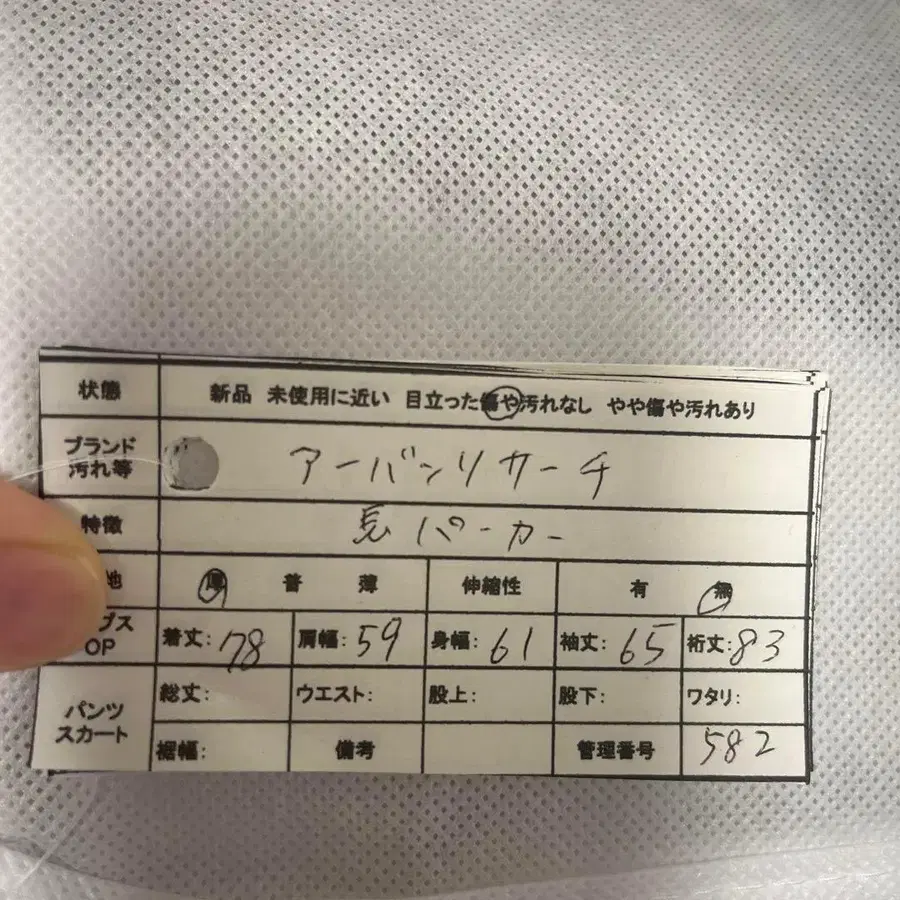 状態 新品 未使用に近い 目立った傷や汚れなし やや傷や汚れあり
ブランド
汚れ等 アーバンリサーチ
特徴 パーカー
地 厚 普 薄 伸縮性 有 無
プス
OP 着丈: 78 肩幅: 59 身幅: 61 袖丈: 65 裄丈: 83
パンツ
スカート 総丈: ウエスト: 股上: 股下: ワタリ:
裾幅: 備考 管理番号 582